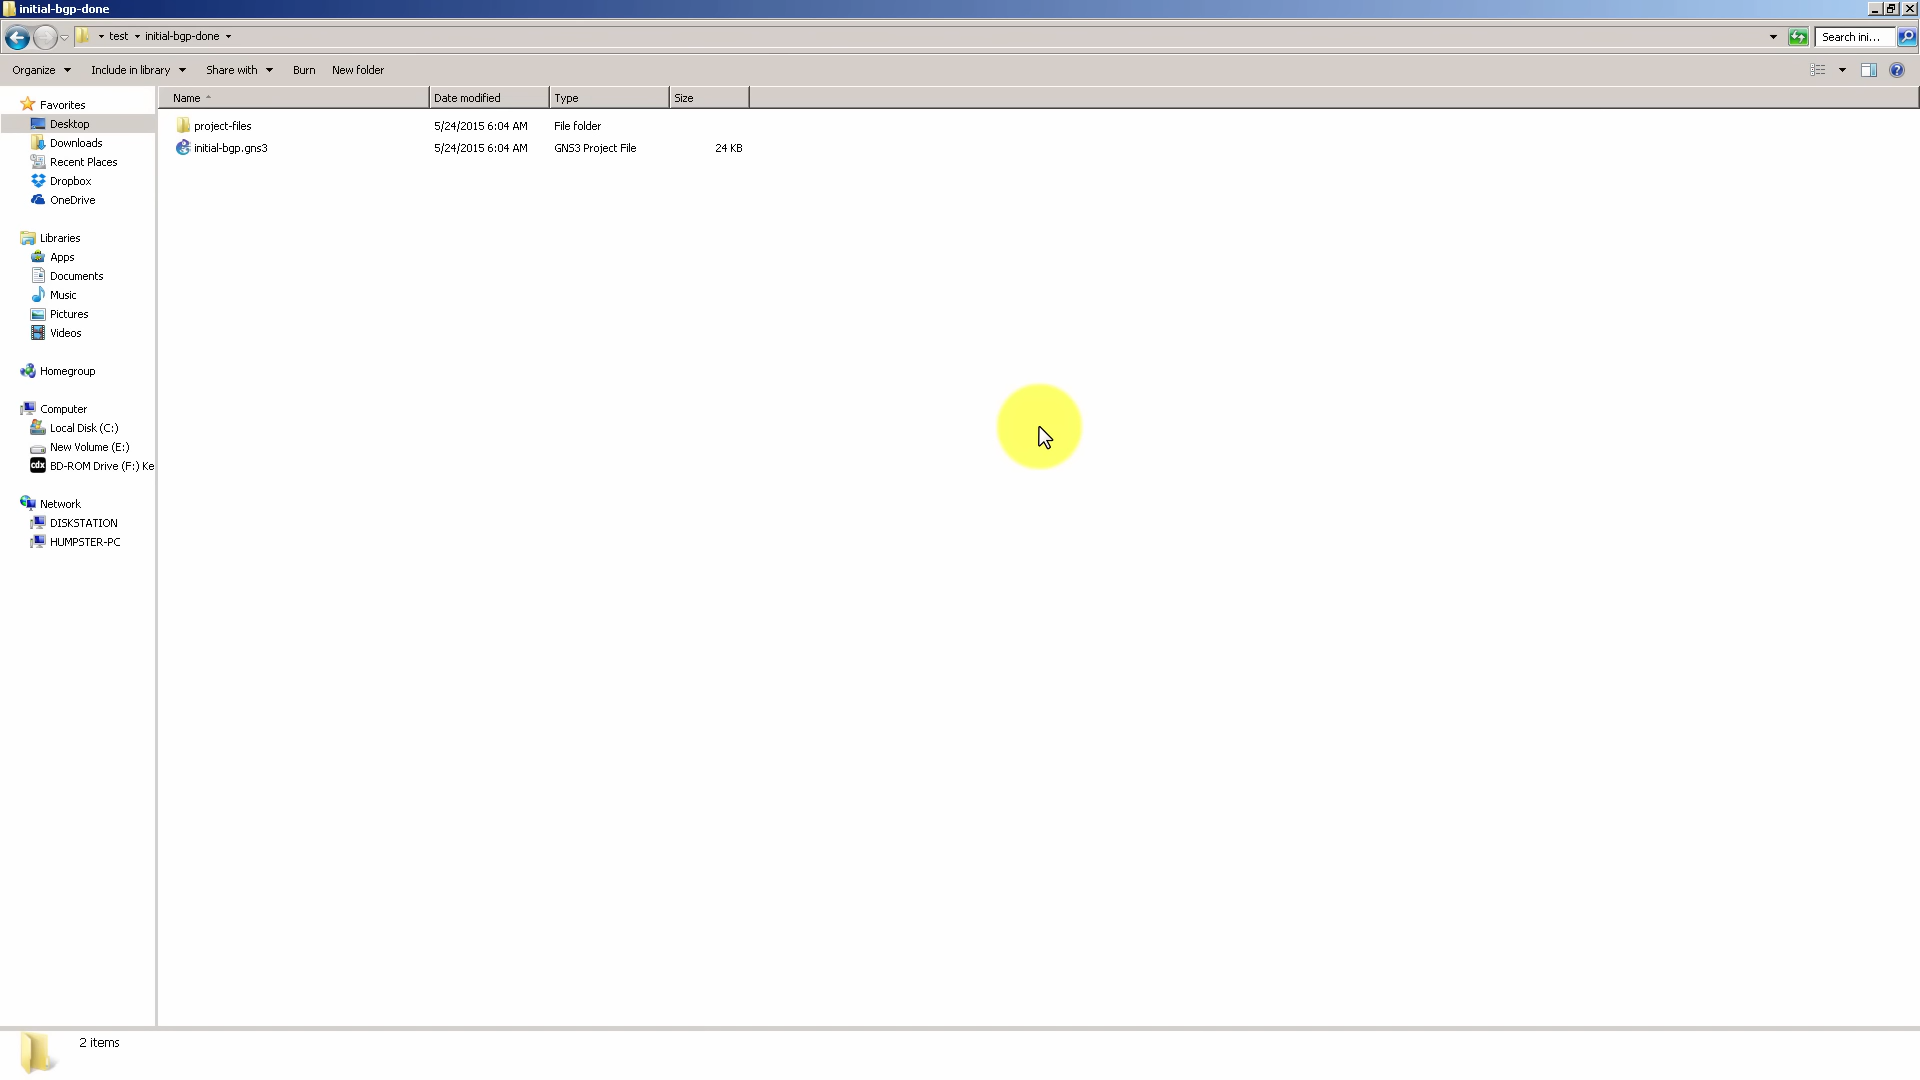 initial-bgp-done
test initial-bgp-done
Search ini...
Organize Include in library Share with Burn New folder
Name Date modified Type Size
project-files 5/24/2015 6:04 AM File folder
initial-bgp.gns3 5/24/2015 6:04 AM GNS3 Project File 24 KB
Favorites
Desktop
Downloads
Recent Places
Dropbox
OneDrive
Libraries
Apps
Documents
Music
Pictures
Videos
Homegroup
Computer
Local Disk (C:)
New Volume (E:)
cdx BD-ROM Drive (F:) Ke
Network
DISKSTATION
HUMPSTER-PC
2 items